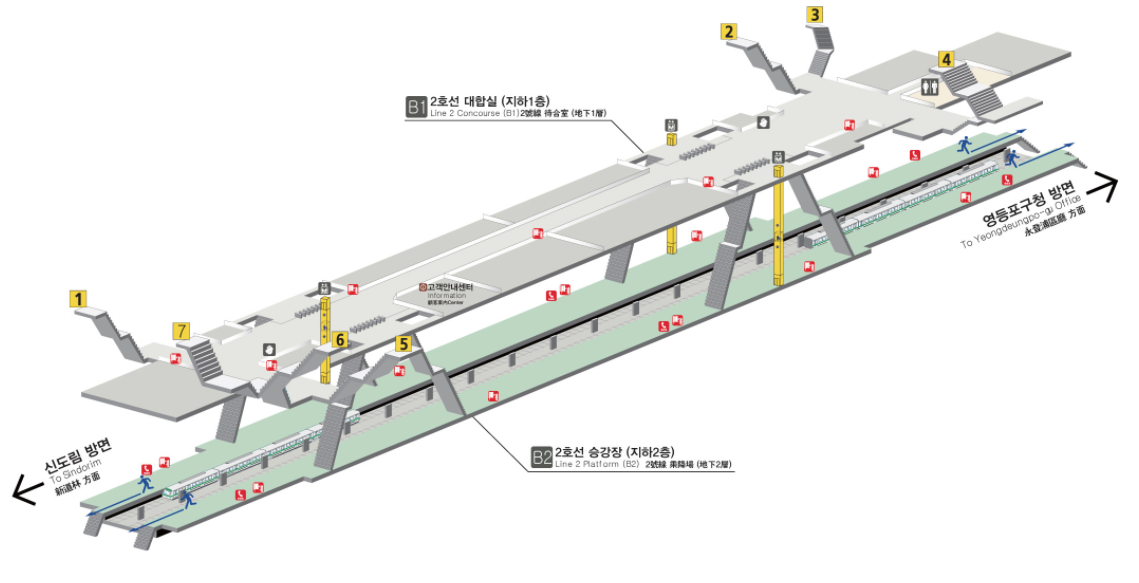 3
2
4
B1 2호선 대합실 (지하1층)
Line 2 Concourse (B1) 2號線 待合室 (地下1層)
영등포구청 방면
To Yeongdeungpo-gu Office
永登浦區廳 方面
고객안내센터
Information
顧客案內Center
1
7
6
5
신도림 방면
To Sindorim
新道林 方面
B2 2호선 승강장 (지하2층)
Line 2 Platform (B2) 2號線 乘降場 (地下2層)